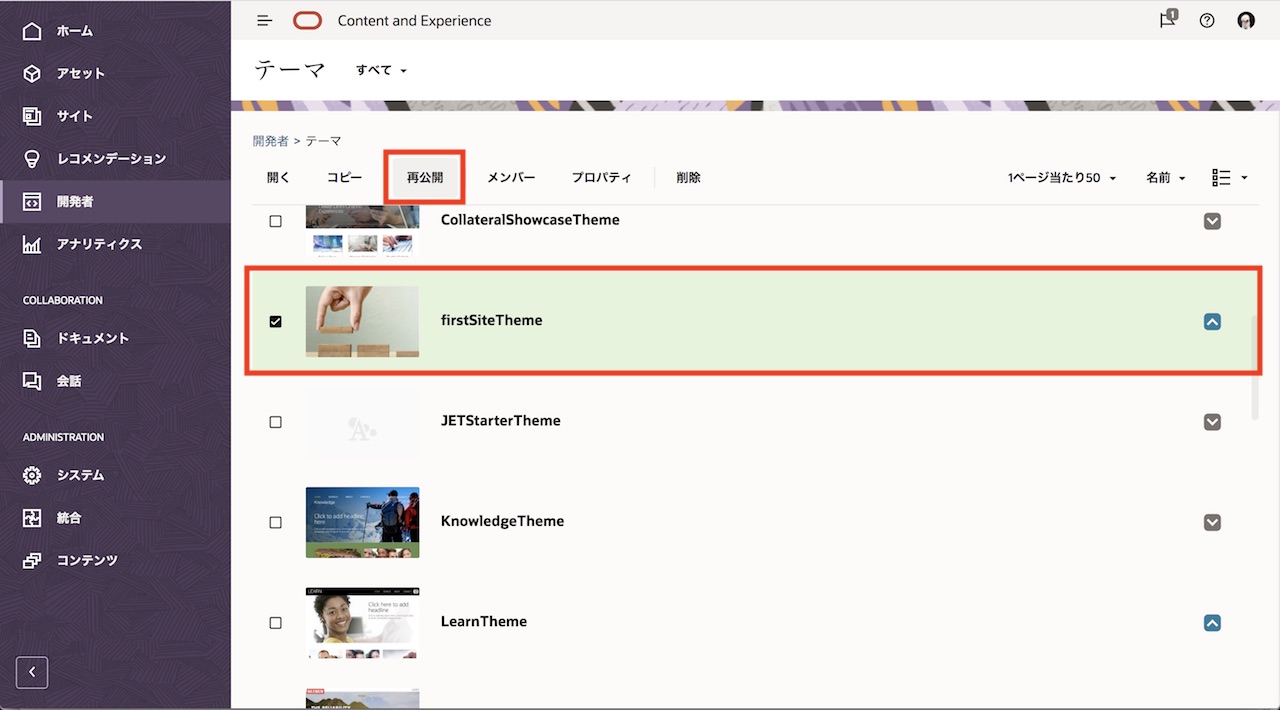 ホーム
アセット
サイト
レコメンデーション
開発者
アナリティクス
COLLABORATION
ドキュメント
会話
ADMINISTRATION
システム
統合
コンテンツ
Content and Experience
1
テーマ
すべて
開発者 > テーマ
開く
コピー
再公開
メンバー
プロパティ
削除
1ページ当たり50
名前
CollateralShowcaseTheme
firstSiteTheme
JETStarterTheme
Knowledge
Click to add headline
here
KnowledgeTheme
LEARN
Click here to add
headline
LearnTheme